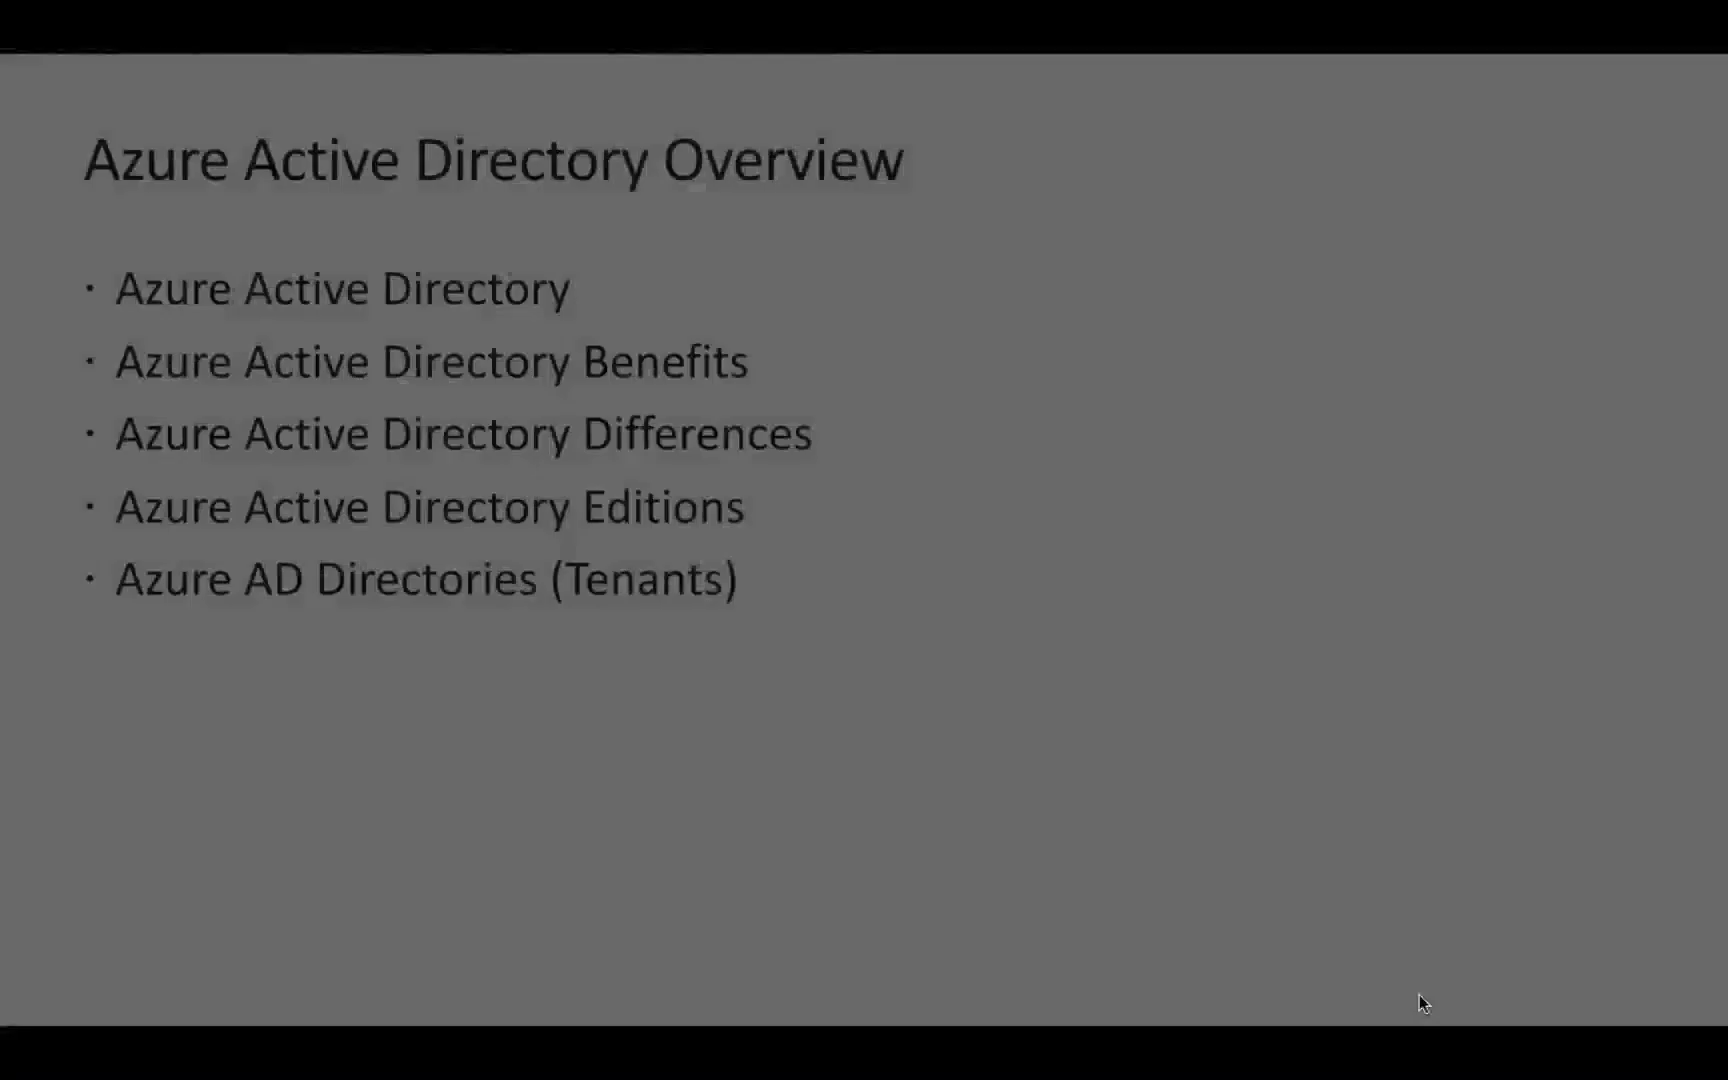 Azure Active Directory Overview
· Azure Active Directory
· Azure Active Directory Benefits
· Azure Active Directory Differences
· Azure Active Directory Editions
· Azure AD Directories (Tenants)